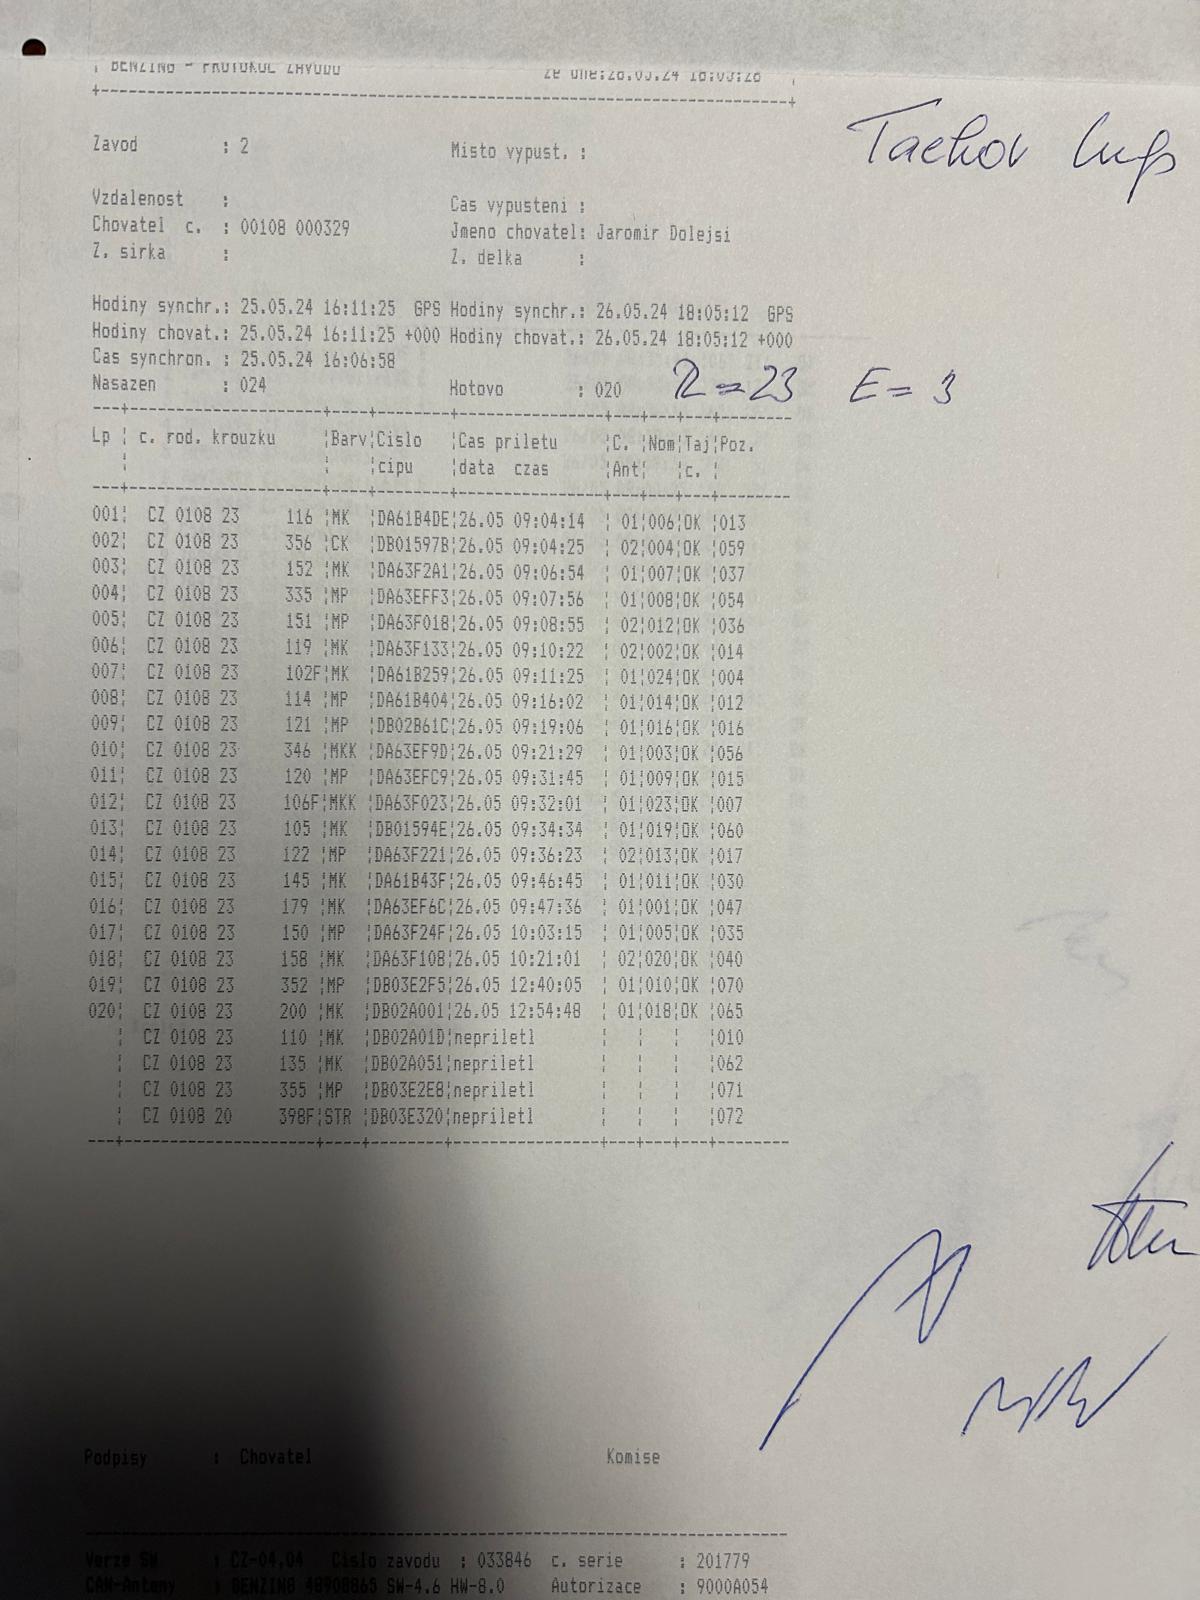 BENZING - PROTOKOL ZAVODU ze dne:26.05.24 18:05:28
Tachov Cup
Zavod : 2 Misto vypust. :
Vzdalenost : Cas vypusteni :
Chovatel c. : 00108 000329 Jmeno chovatel: Jaromir Dolejsi
Z. sirka : Z. delka :
Hodiny synchr.: 25.05.24 16:11:25 GPS Hodiny synchr.: 26.05.24 18:05:12 GPS
Hodiny chovat.: 25.05.24 16:11:25 +000 Hodiny chovat.: 26.05.24 18:05:12 +000
Cas synchron. : 25.05.24 16:06:58
Nasazen : 024 Hotovo : 020 R=23 E=3
Lp ¦ c. rod. krouzku ¦Barv¦Cislo ¦Cas priletu ¦C. ¦Nom¦Taj¦Poz.
¦ ¦ ¦cipu ¦data czas ¦Ant¦ ¦c. ¦
001¦ CZ 0108 23 116 ¦MK ¦DA61B4DE¦26.05 09:04:14 ¦ 01¦006¦OK ¦013
002¦ CZ 0108 23 356 ¦CK ¦DB01597B¦26.05 09:04:25 ¦ 02¦004¦OK ¦059
003¦ CZ 0108 23 152 ¦MK ¦DA63F2A1¦26.05 09:06:54 ¦ 01¦007¦OK ¦037
004¦ CZ 0108 23 335 ¦MP ¦DA63EFF3¦26.05 09:07:56 ¦ 01¦008¦OK ¦054
005¦ CZ 0108 23 151 ¦MP ¦DA63F018¦26.05 09:08:55 ¦ 02¦012¦OK ¦036
006¦ CZ 0108 23 119 ¦MK ¦DA63F133¦26.05 09:10:22 ¦ 02¦002¦OK ¦014
007¦ CZ 0108 23 102F¦MK ¦DA61B259¦26.05 09:11:25 ¦ 01¦024¦OK ¦004
008¦ CZ 0108 23 114 ¦MP ¦DA61B404¦26.05 09:16:02 ¦ 01¦014¦OK ¦012
009¦ CZ 0108 23 121 ¦MP ¦DB02B61C¦26.05 09:19:06 ¦ 01¦016¦OK ¦016
010¦ CZ 0108 23 346 ¦MKK ¦DA63EF9D¦26.05 09:21:29 ¦ 01¦003¦OK ¦056
011¦ CZ 0108 23 120 ¦MP ¦DA63EFC9¦26.05 09:31:45 ¦ 01¦009¦OK ¦015
012¦ CZ 0108 23 106F¦MKK ¦DA63F023¦26.05 09:32:01 ¦ 01¦023¦OK ¦007
013¦ CZ 0108 23 105 ¦MK ¦DB01594E¦26.05 09:34:34 ¦ 01¦019¦OK ¦060
014¦ CZ 0108 23 122 ¦MP ¦DA63F221¦26.05 09:36:23 ¦ 02¦013¦OK ¦017
015¦ CZ 0108 23 145 ¦MK ¦DA61B43F¦26.05 09:46:45 ¦ 01¦011¦OK ¦030
016¦ CZ 0108 23 179 ¦MK ¦DA63EF6C¦26.05 09:47:36 ¦ 01¦001¦OK ¦047
017¦ CZ 0108 23 150 ¦MP ¦DA63F24F¦26.05 10:03:15 ¦ 01¦005¦OK ¦035
018¦ CZ 0108 23 158 ¦MK ¦DA63F108¦26.05 10:21:01 ¦ 02¦020¦OK ¦040
019¦ CZ 0108 23 352 ¦MP ¦DB03E2F5¦26.05 12:40:05 ¦ 01¦010¦OK ¦070
020¦ CZ 0108 23 200 ¦MK ¦DB02A001¦26.05 12:54:48 ¦ 01¦018¦OK ¦065
¦ CZ 0108 23 110 ¦MK ¦DB02A01D¦nepriletl ¦ ¦ ¦ ¦010
¦ CZ 0108 23 135 ¦MK ¦DB02A051¦nepriletl ¦ ¦ ¦ ¦062
¦ CZ 0108 23 355 ¦MP ¦DB03E2E8¦nepriletl ¦ ¦ ¦ ¦071
¦ CZ 0108 20 398F¦STR ¦DB03E320¦nepriletl ¦ ¦ ¦ ¦072
Podpisy : Chovatel Komise
Verze SW : CZ-04.04 Cislo zavodu : 033846 c. serie : 201779
CAN-Anteny : BENZING 48908865 SW-4.6 HW-8.0 Autorizace : 9000A054